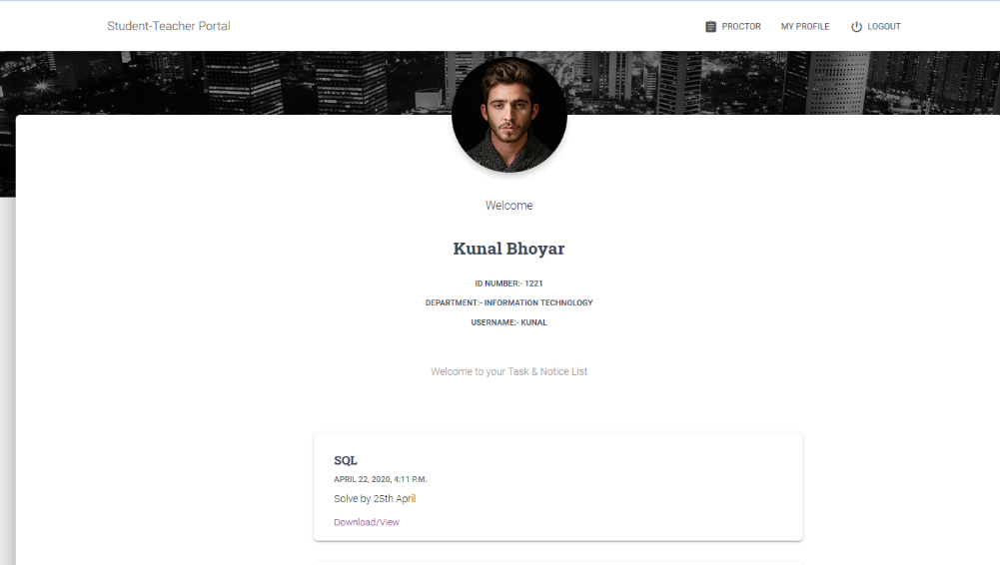 Student-Teacher Portal
PROCTOR
MY PROFILE
LOGOUT
Welcome
Kunal Bhoyar
ID NUMBER:- 1221
DEPARTMENT:- INFORMATION TECHNOLOGY
USERNAME:- KUNAL
Welcome to your Task & Notice List
SQL
APRIL 22, 2020, 4:11 P.M.
Solve by 25th April
Download/View